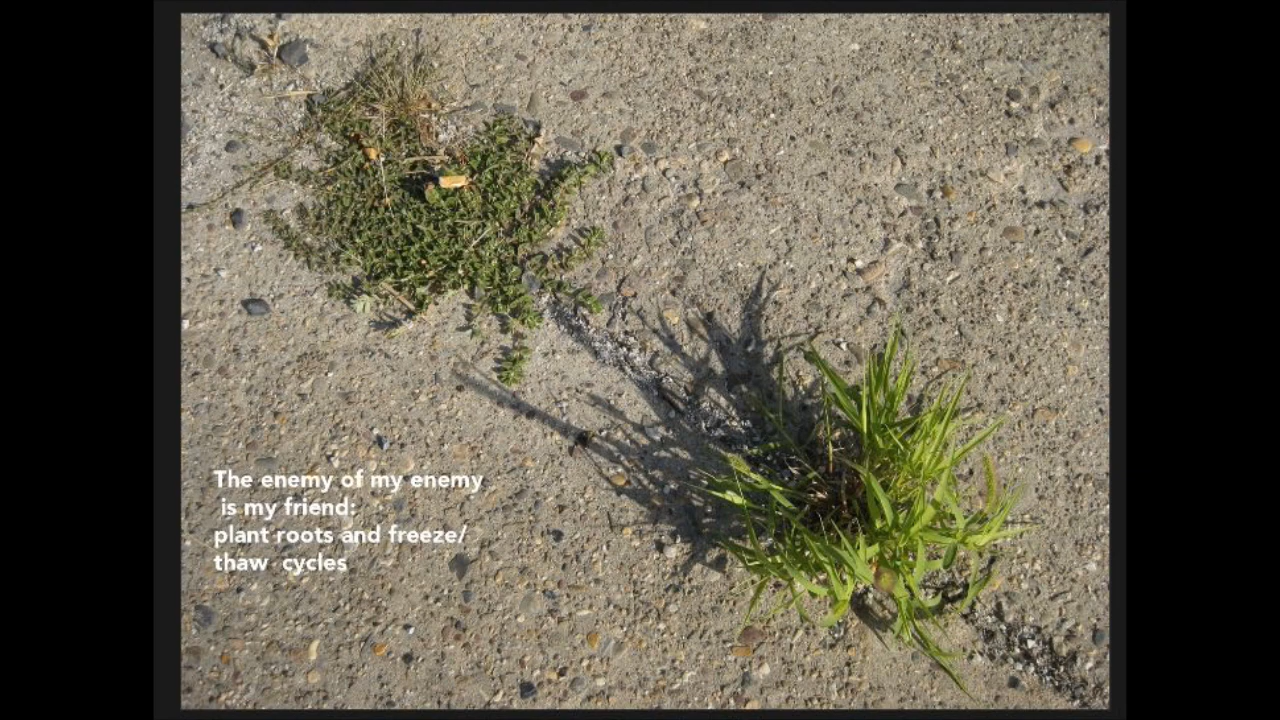 The enemy of my enemy
is my friend:
plant roots and freeze/
thaw cycles